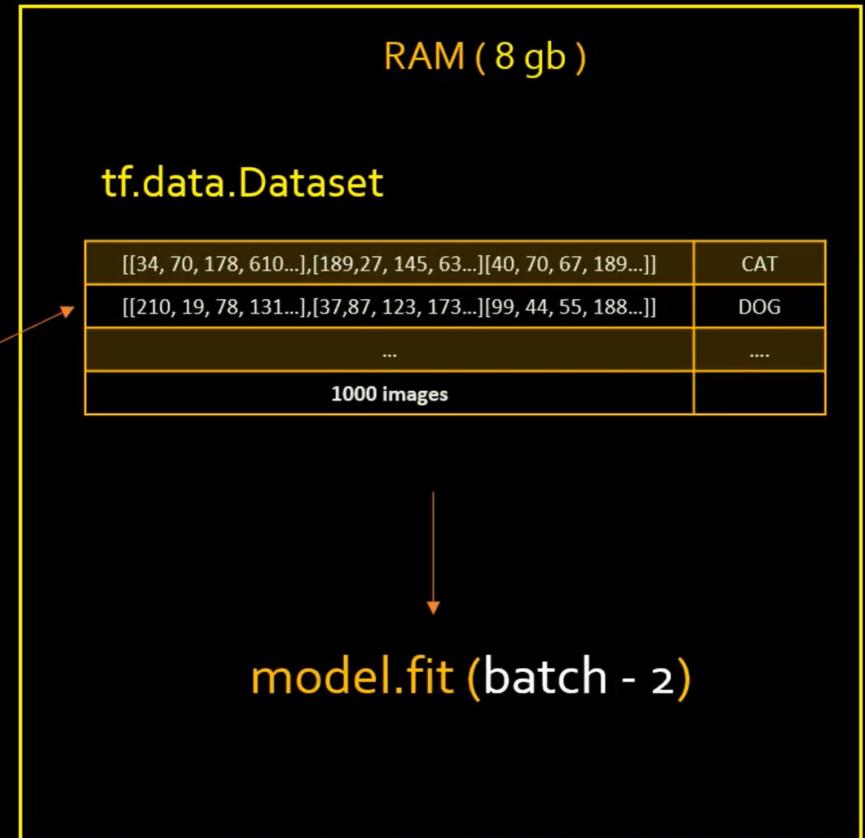 RAM ( 8 gb )
tf.data.Dataset
[[34, 70, 178, 610...],[189,27, 145, 63...][40, 70, 67, 189...]] CAT
[[210, 19, 78, 131...],[37,87, 123, 173...][99, 44, 55, 188...]] DOG
... ....
1000 images
model.fit (batch - 2)